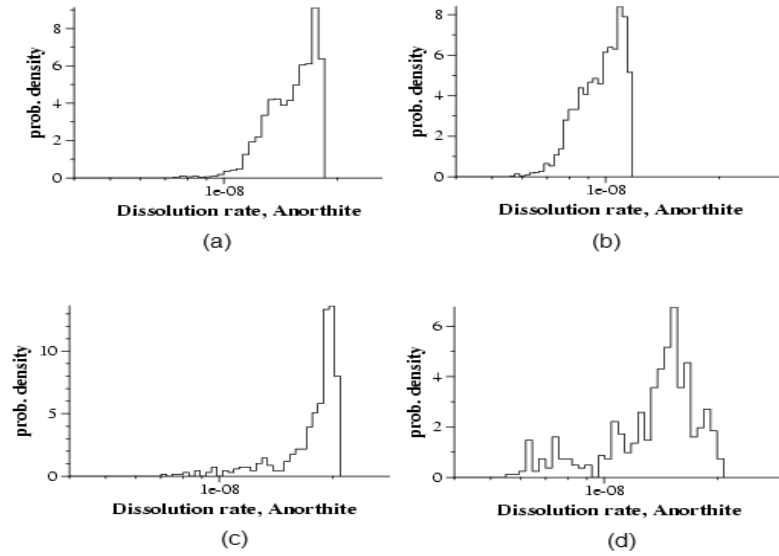 prob. density
8
6
4
2
0
1e-08
Dissolution rate, Anorthite
(a)
prob. density
8
6
4
2
0
1e-08
Dissolution rate, Anorthite
(b)
prob. density
10
5
0
1e-08
Dissolution rate, Anorthite
(c)
prob. density
6
4
2
0
1e-08
Dissolution rate, Anorthite
(d)